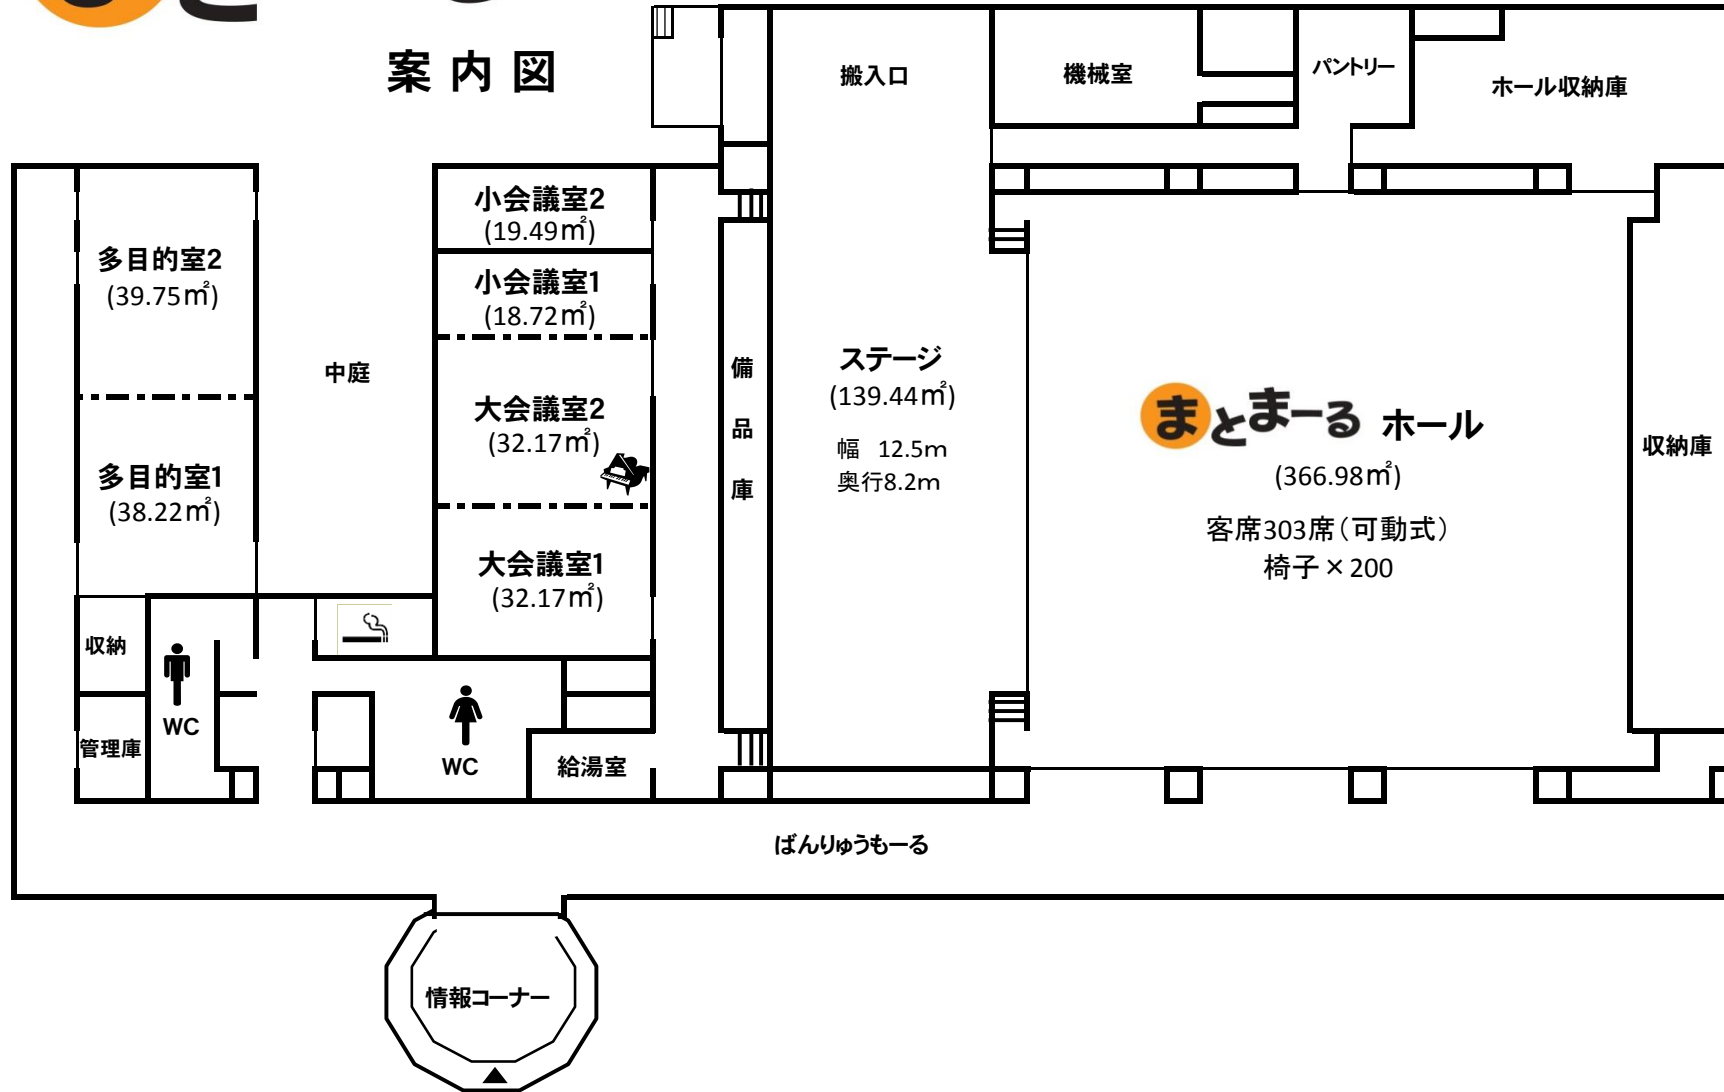 案内図
搬入口
機械室
パントリー
ホール収納庫
小会議室2
(19.49㎡)
多目的室2
(39.75㎡)
小会議室1
(18.72㎡)
中庭
備品庫
ステージ
(139.44㎡)
幅 12.5m
奥行8.2m
大会議室2
(32.17㎡)
まとまーる ホール
(366.98㎡)
客席303席(可動式)
椅子×200
収納庫
多目的室1
(38.22㎡)
大会議室1
(32.17㎡)
収納
WC
管理庫
WC
給湯室
ばんりゅうもーる
情報コーナー